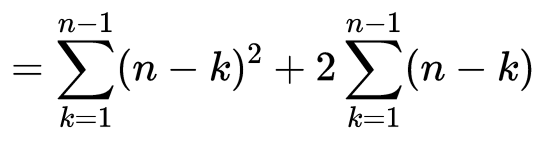 = \sum_{k=1}^{n-1} (n - k)^2 + 2 \sum_{k=1}^{n-1} (n - k)